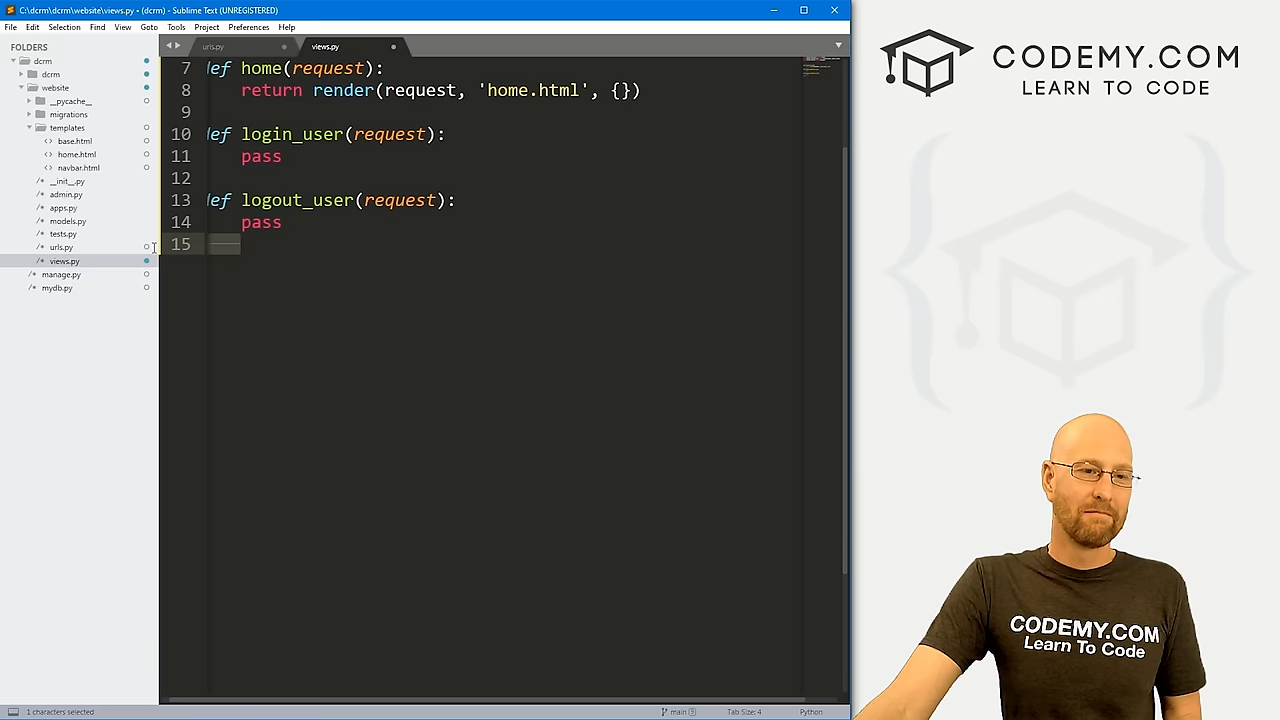 C:\dcrm\dcrm\website\views.py • (dcrm) - Sublime Text (UNREGISTERED)
File Edit Selection Find View Goto Tools Project Preferences Help
FOLDERS
dcrm
dcrm
website
__pycache__
migrations
templates
base.html
home.html
navbar.html
__init__.py
admin.py
apps.py
models.py
tests.py
urls.py
views.py
manage.py
mydb.py
urls.py
views.py
7 def home(request):
8 return render(request, 'home.html', {})
9
10 def login_user(request):
11 pass
12
13 def logout_user(request):
14 pass
15
1 characters selected
main 3
Tab Size: 4
Python
CODEMY.COM
LEARN TO CODE
CODEMY.COM
Learn To Code